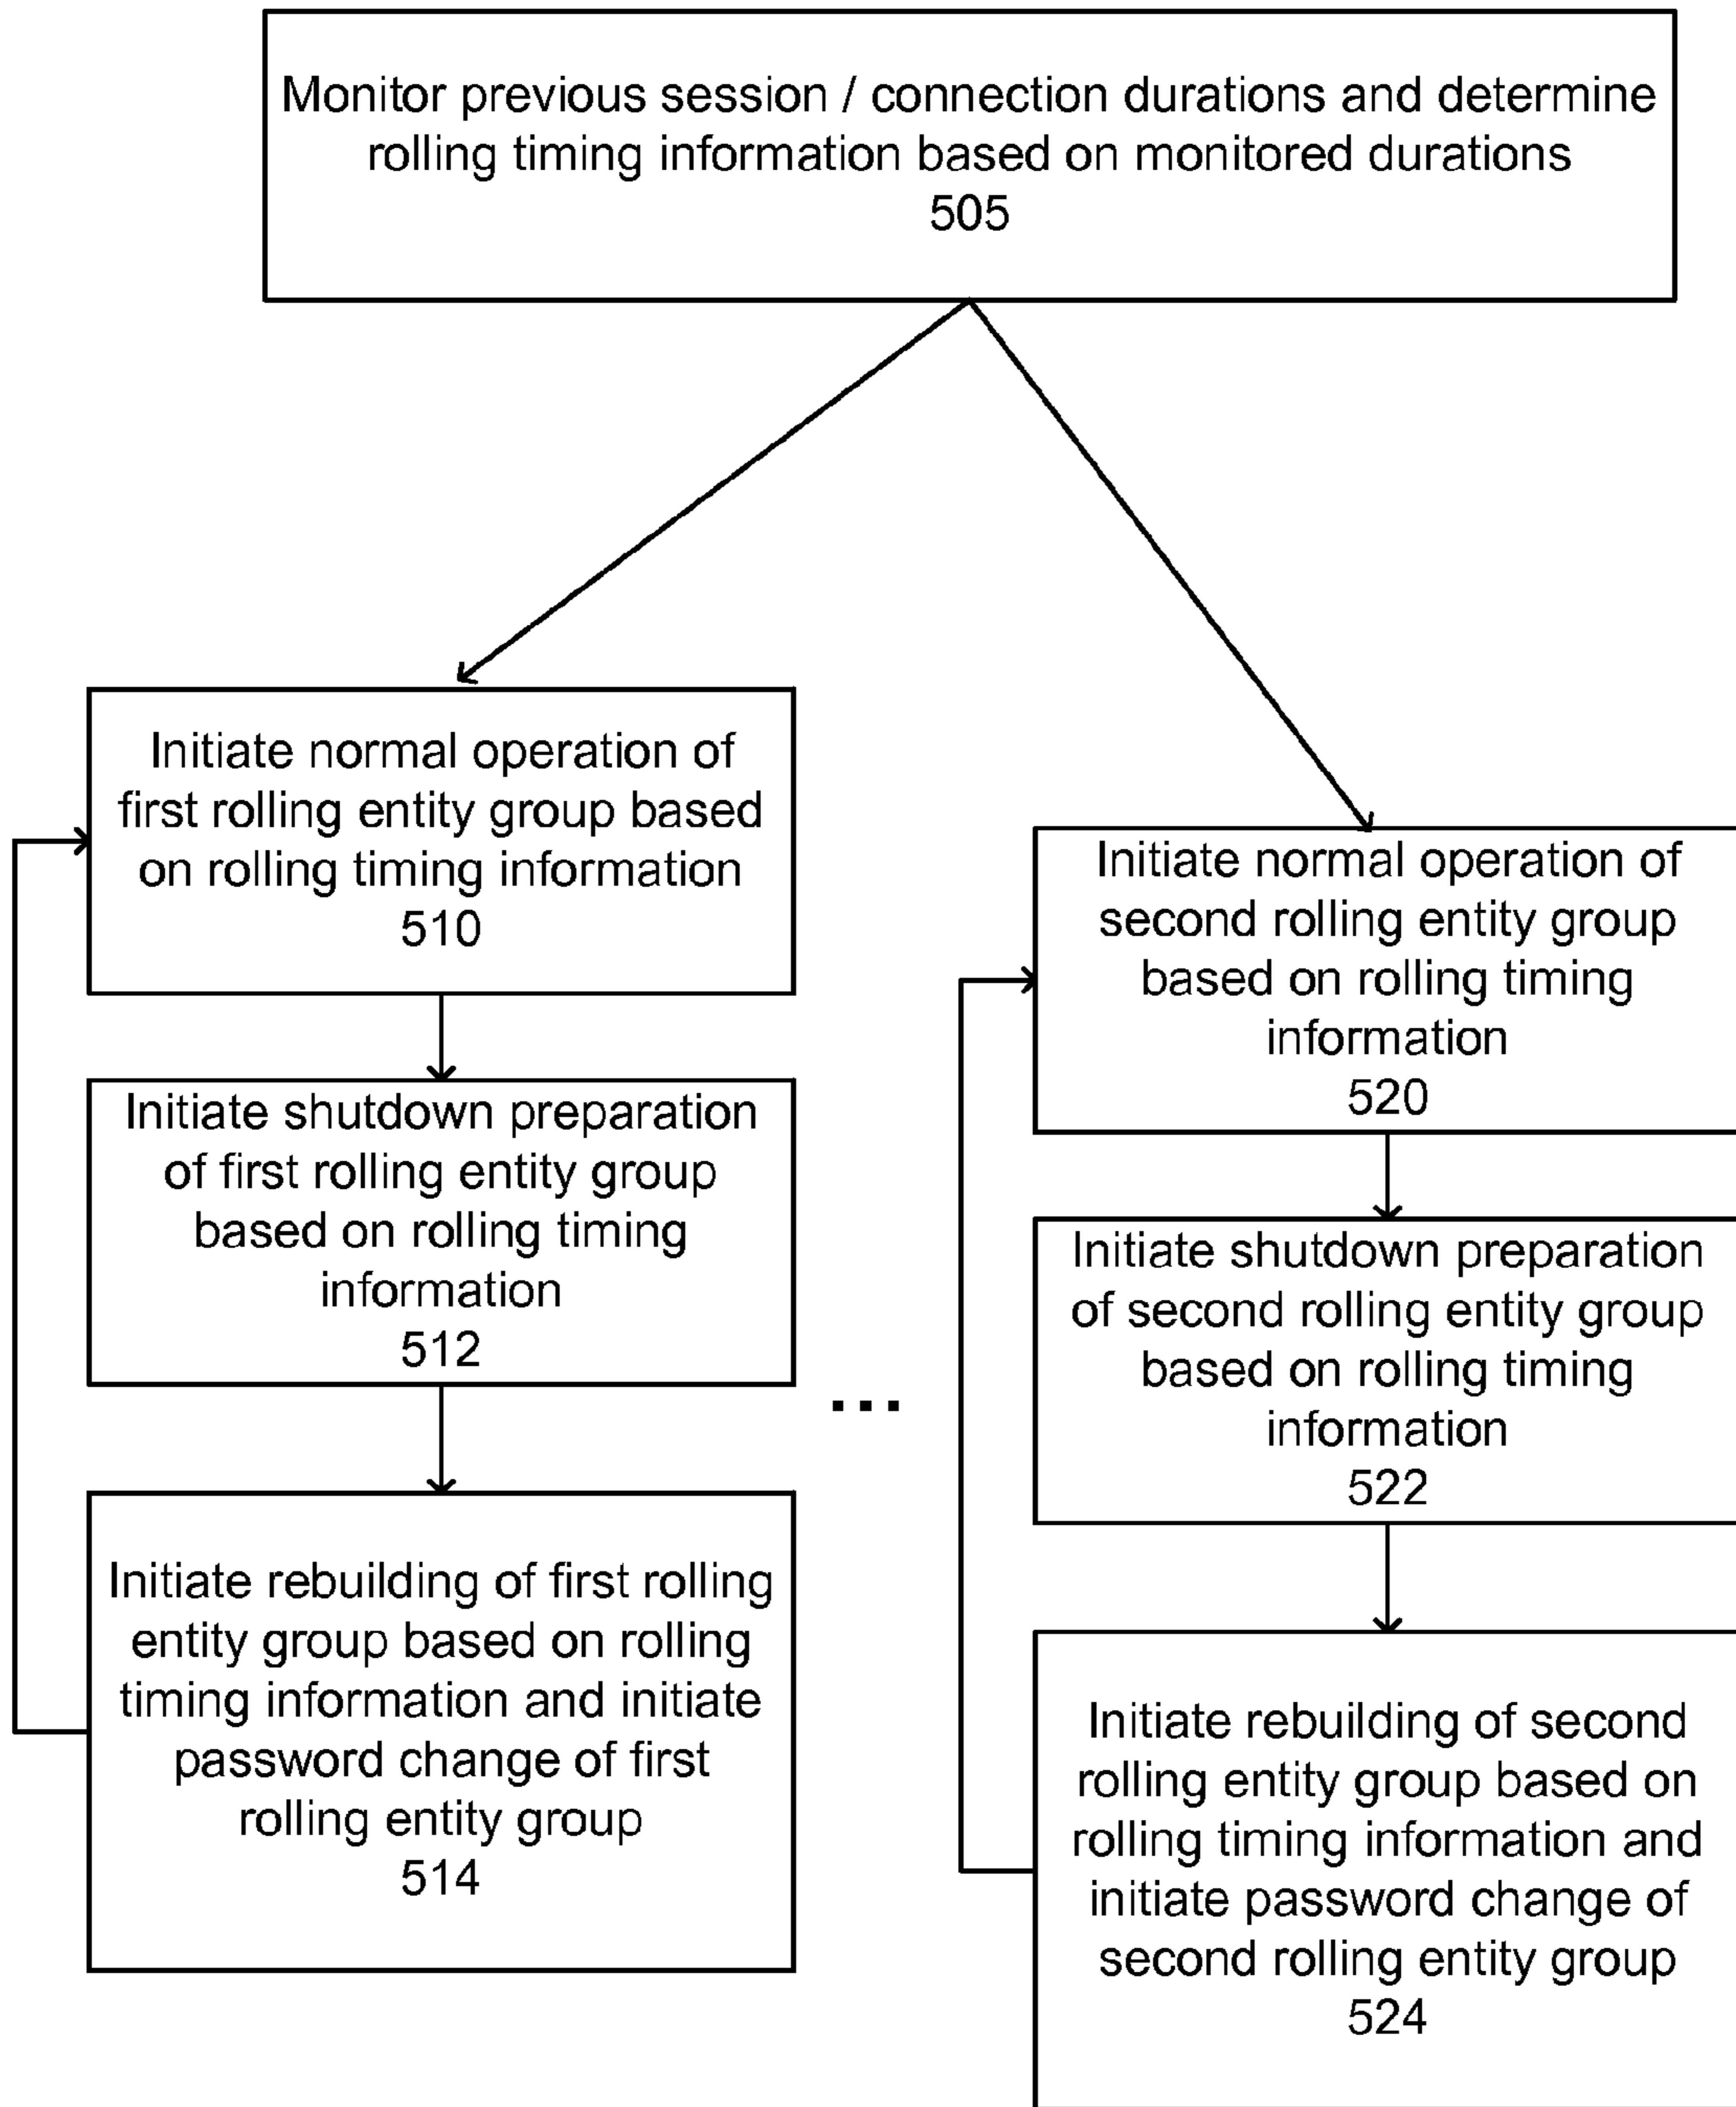 Monitor previous session / connection durations and determine
rolling timing information based on monitored durations
505
Initiate normal operation of
first rolling entity group based
on rolling timing information
510
Initiate shutdown preparation
of first rolling entity group
based on rolling timing
information
512
Initiate rebuilding of first rolling
entity group based on rolling
timing information and initiate
password change of first
rolling entity group
514
...
Initiate normal operation of
second rolling entity group
based on rolling timing
information
520
Initiate shutdown preparation
of second rolling entity group
based on rolling timing
information
522
Initiate rebuilding of second
rolling entity group based on
rolling timing information and
initiate password change of
second rolling entity group
524